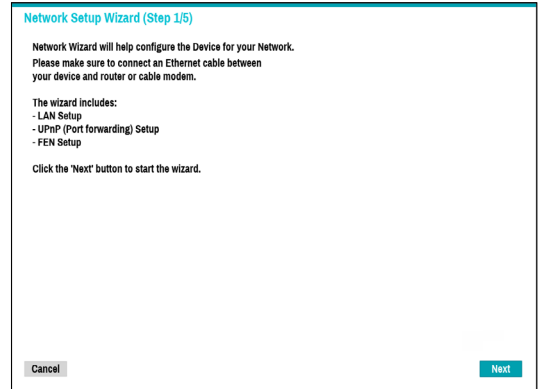 Network Setup Wizard (Step 1/5)
Network Wizard will help configure the Device for your Network.
Please make sure to connect an Ethernet cable between
your device and router or cable modem.
The wizard includes:
- LAN Setup
- UPnP (Port forwarding) Setup
- FEN Setup
Click the 'Next' button to start the wizard.
Cancel
Next